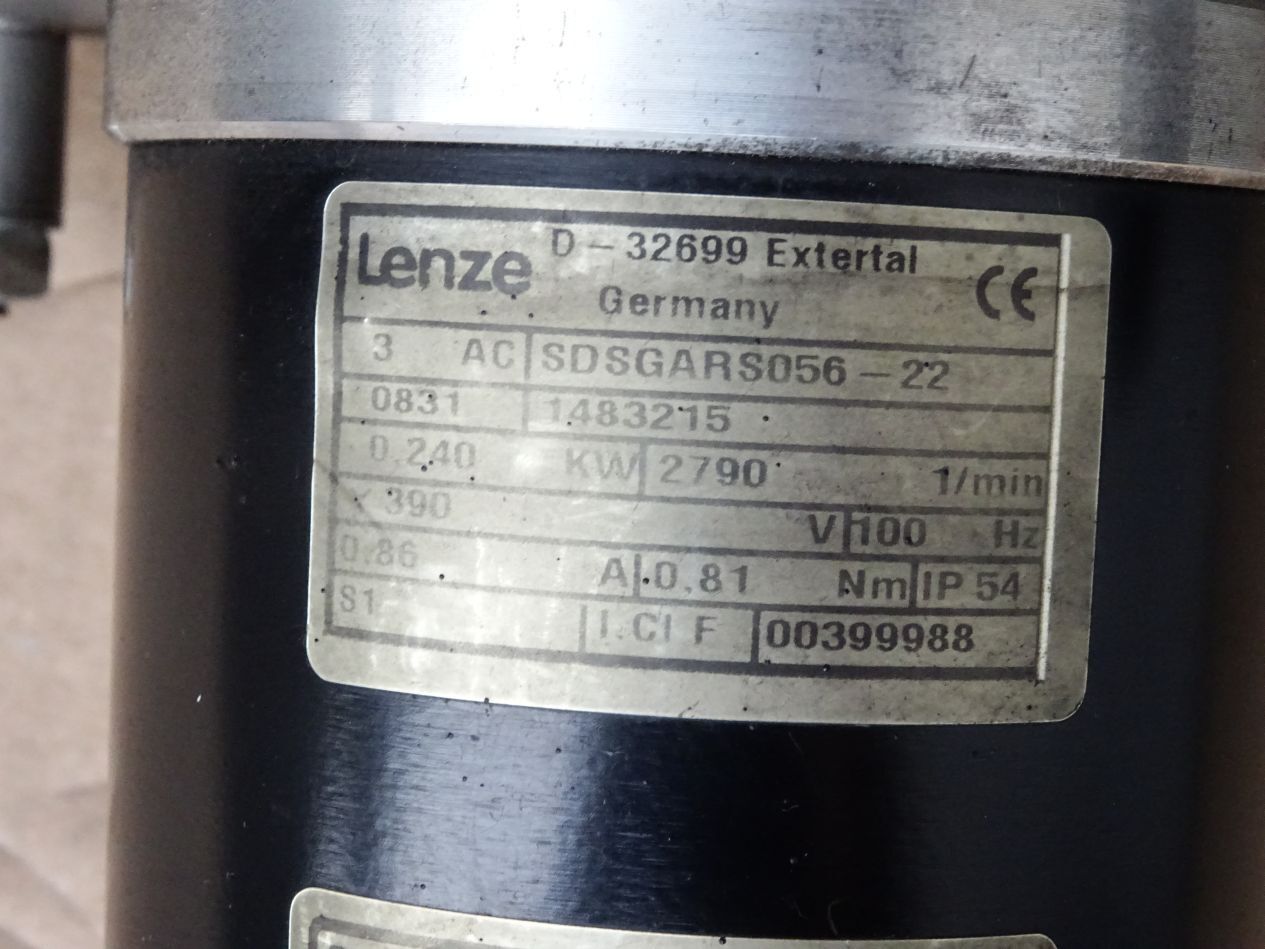 Lenze D-32699 Extertal
Germany CE
3 AC SDSGARS056-22
0831 1483215
0,240 KW 2790 1/min
Y 390 V 100 Hz
0.86 A 0,81 Nm IP 54
S1 I.Cl F 00399988